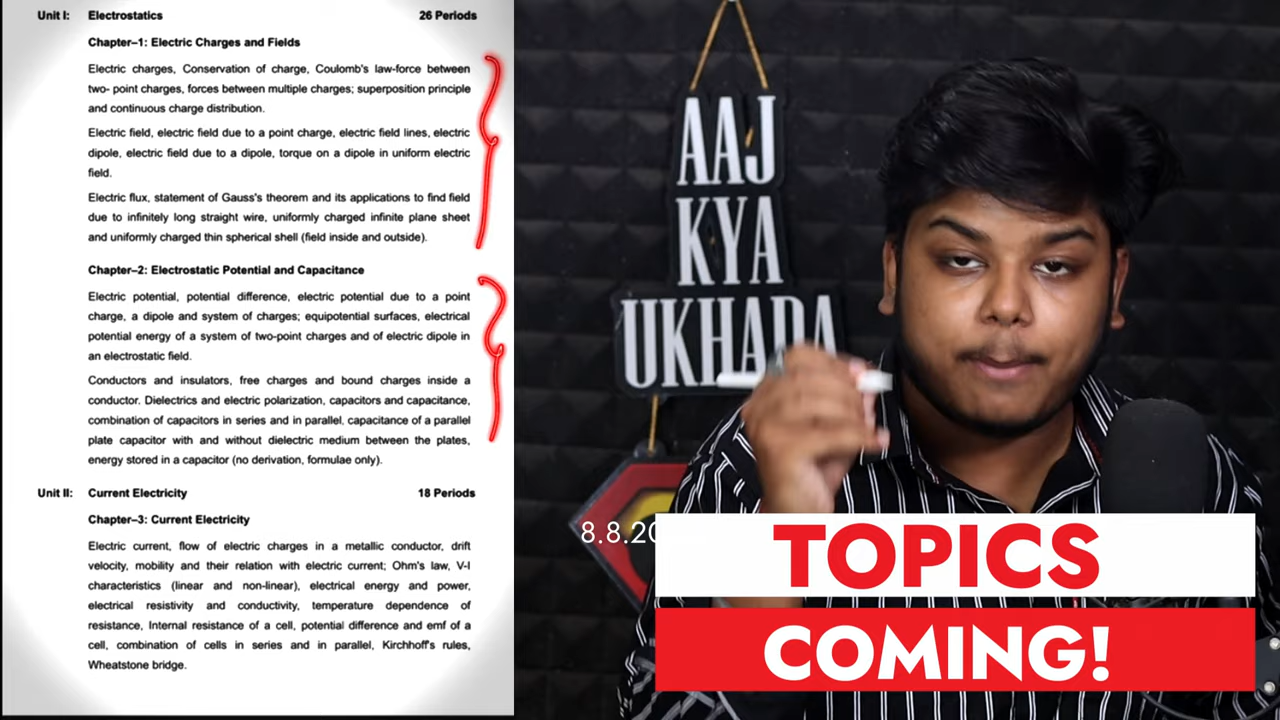 Unit I: Electrostatics 26 Periods
Chapter–1: Electric Charges and Fields
Electric charges, Conservation of charge, Coulomb's law-force between
two- point charges, forces between multiple charges; superposition principle
and continuous charge distribution.
Electric field, electric field due to a point charge, electric field lines, electric
dipole, electric field due to a dipole, torque on a dipole in uniform electric
field.
Electric flux, statement of Gauss's theorem and its applications to find field
due to infinitely long straight wire, uniformly charged infinite plane sheet
and uniformly charged thin spherical shell (field inside and outside).
Chapter–2: Electrostatic Potential and Capacitance
Electric potential, potential difference, electric potential due to a point
charge, a dipole and system of charges; equipotential surfaces, electrical
potential energy of a system of two-point charges and of electric dipole in
an electrostatic field.
Conductors and insulators, free charges and bound charges inside a
conductor. Dielectrics and electric polarization, capacitors and capacitance,
combination of capacitors in series and in parallel, capacitance of a parallel
plate capacitor with and without dielectric medium between the plates,
energy stored in a capacitor (no derivation, formulae only).
Unit II: Current Electricity 18 Periods
Chapter–3: Current Electricity
Electric current, flow of electric charges in a metallic conductor, drift
velocity, mobility and their relation with electric current; Ohm's law, V-I
characteristics (linear and non-linear), electrical energy and power,
electrical resistivity and conductivity, temperature dependence of
resistance, Internal resistance of a cell, potential difference and emf of a
cell, combination of cells in series and in parallel, Kirchhoff's rules,
Wheatstone bridge.
AAJ
KYA
UKHADA
8.8.20
TOPICS
COMING!